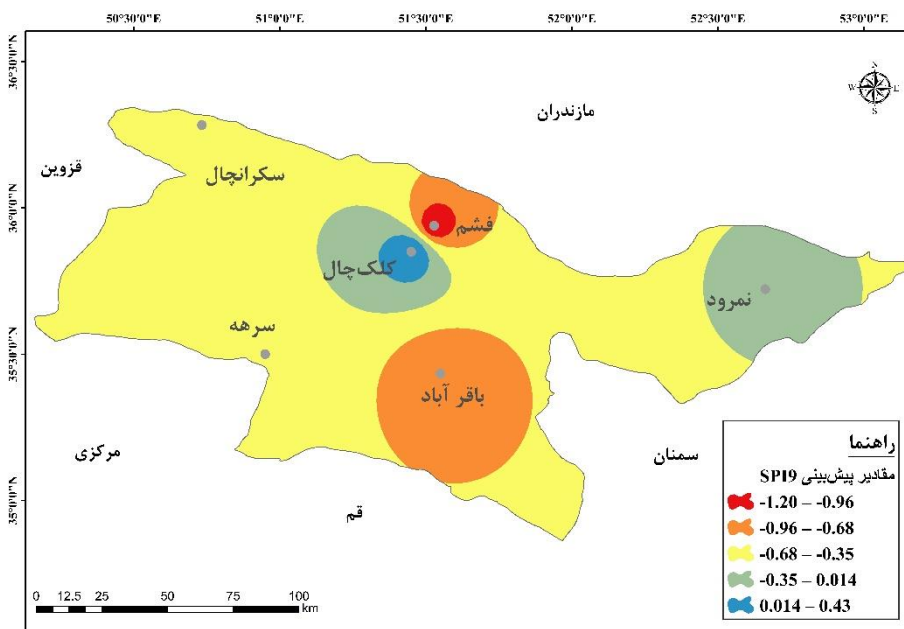 50°30'0"E 51°0'0"E 51°30'0"E 52°0'0"E 52°30'0"E 53°0'0"E
36°30'0"N
N
W E
S
مازندران
قزوین
سکرانچال
36°0'0"N
فشم
کلک‌چال
نمرود
سرهه
35°30'0"N
باقر آباد
مرکزی
سمنان
قم
35°0'0"N
راهنما
مقادیر پیش‌بینی SPI9
-1.20 – -0.96
-0.96 – -0.68
-0.68 – -0.35
-0.35 – 0.014
0.014 – 0.43
0 12.5 25 50 75 100
km